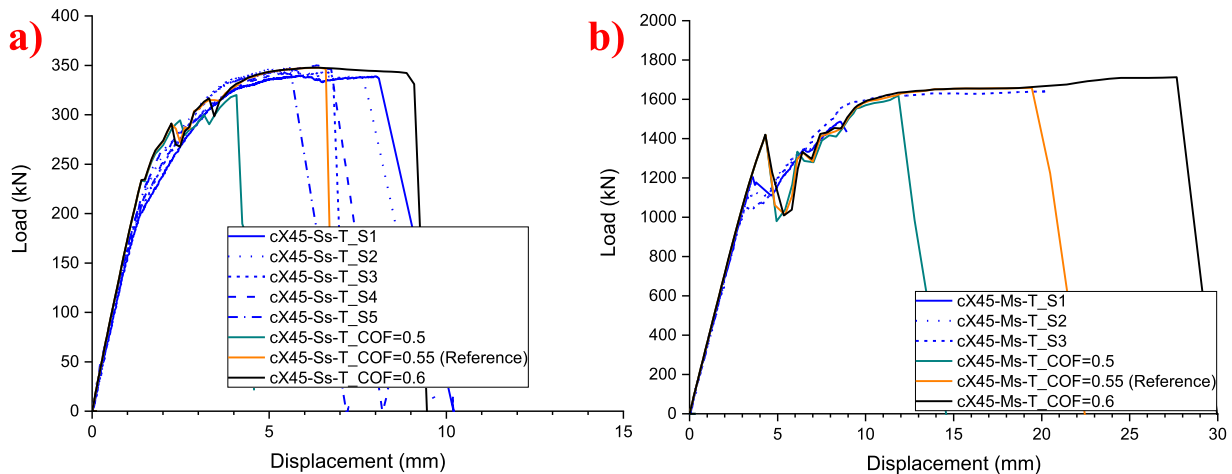 a)
400
350
300
250
200
150
100
50
0
Load (kN)
cX45-Ss-T_S1
cX45-Ss-T_S2
cX45-Ss-T_S3
cX45-Ss-T_S4
cX45-Ss-T_S5
cX45-Ss-T_COF=0.5
cX45-Ss-T_COF=0.55 (Reference)
cX45-Ss-T_COF=0.6
0 5 10 15
Displacement (mm)
b)
2000
1800
1600
1400
1200
1000
800
600
400
200
0
Load (kN)
cX45-Ms-T_S1
cX45-Ms-T_S2
cX45-Ms-T_S3
cX45-Ms-T_COF=0.5
cX45-Ms-T_COF=0.55 (Reference)
cX45-Ms-T_COF=0.6
0 5 10 15 20 25 30
Displacement (mm)